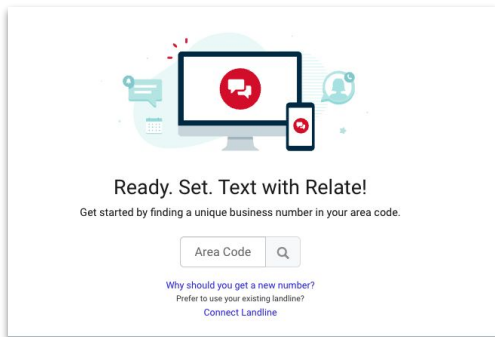 Ready. Set. Text with Relate!
Get started by finding a unique business number in your area code.
Area Code
Why should you get a new number?
Prefer to use your existing landline?
Connect Landline